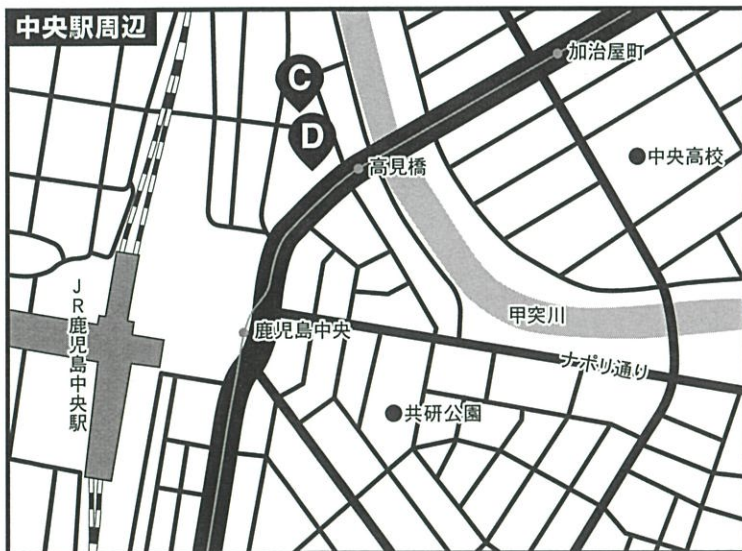 中央駅周辺
加治屋町
C
D
中央高校
高見橋
JR鹿児島中央駅
甲突川
鹿児島中央
ナポリ通り
共研公園